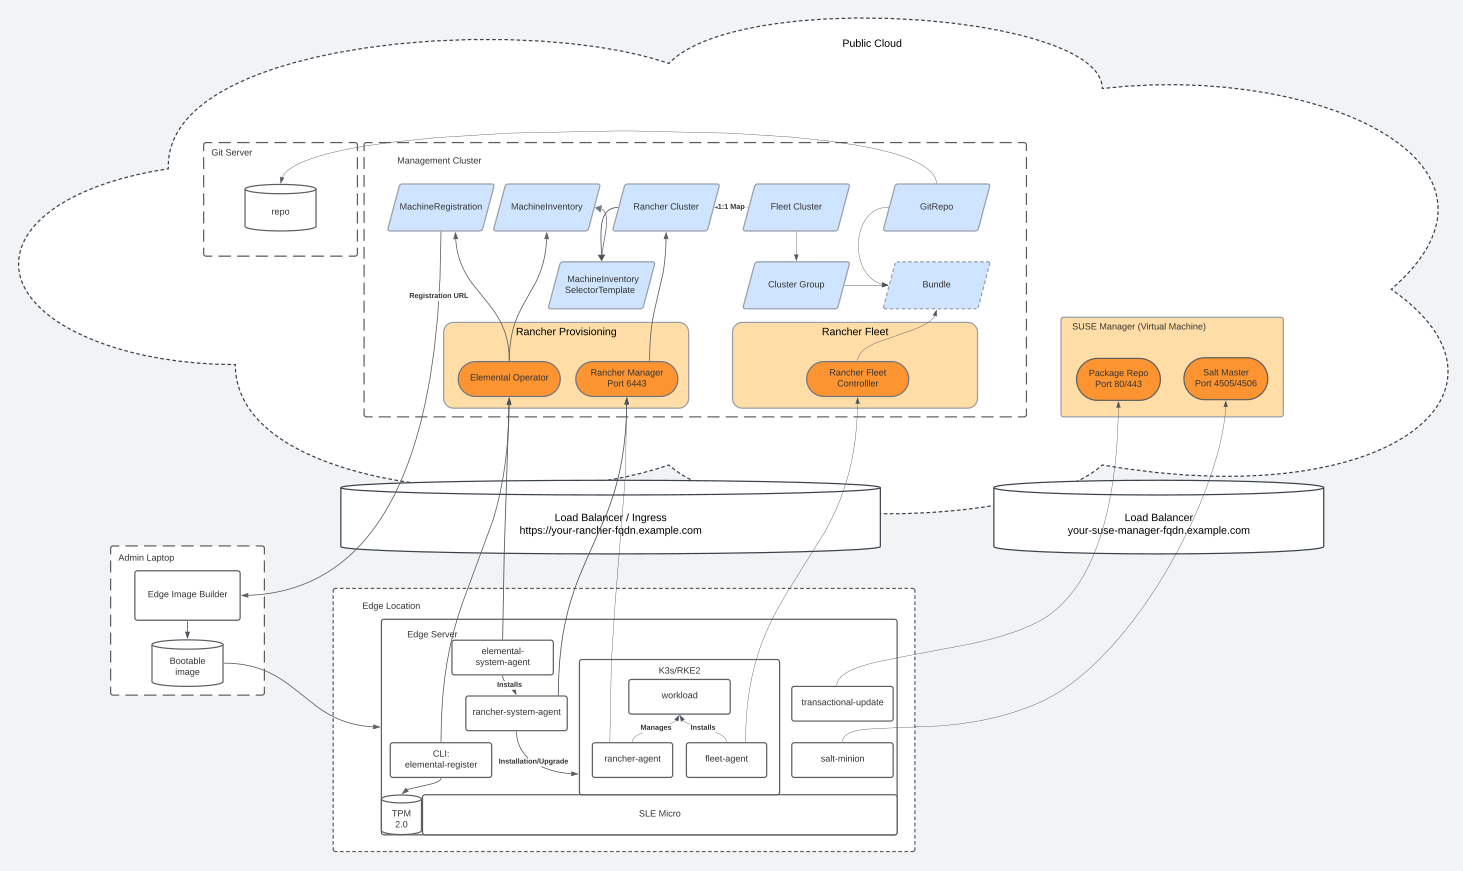 Public Cloud
Git Server
repo
Management Cluster
MachineRegistration
MachineInventory
Rancher Cluster
1:1 Map
Fleet Cluster
GitRepo
MachineInventory
SelectorTemplate
Cluster Group
Bundle
Registration URL
Rancher Provisioning
Elemental Operator
Rancher Manager
Port 6443
Rancher Fleet
Rancher Fleet
Controlller
SUSE Manager (Virtual Machine)
Package Repo
Port 80/443
Salt Master
Port 4505/4506
Load Balancer / Ingress
https://your-rancher-fqdn.example.com
Load Balancer
your-suse-manager-fqdn.example.com
Admin Laptop
Edge Image Builder
Bootable
image
Edge Location
Edge Server
elemental-
system-agent
Installs
rancher-system-agent
Installation/Upgrade
CLI:
elemental-register
TPM
2.0
SLE Micro
K3s/RKE2
workload
Manages
Installs
rancher-agent
fleet-agent
transactional-update
salt-minion